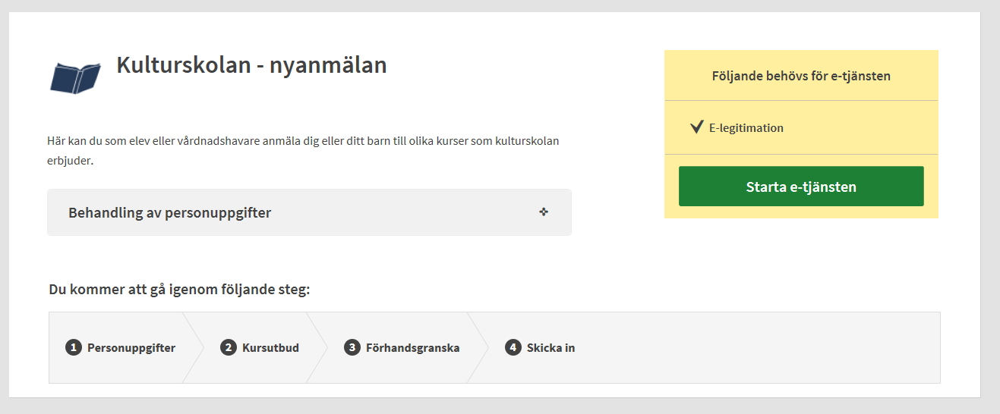 Kulturskolan - nyanmälan
Här kan du som elev eller vårdnadshavare anmäla dig eller ditt barn till olika kurser som kulturskolan
erbjuder.
Behandling av personuppgifter
Följande behövs för e-tjänsten
E-legitimation
Starta e-tjänsten
Du kommer att gå igenom följande steg:
1 Personuppgifter 2 Kursutbud 3 Förhandsgranska 4 Skicka in